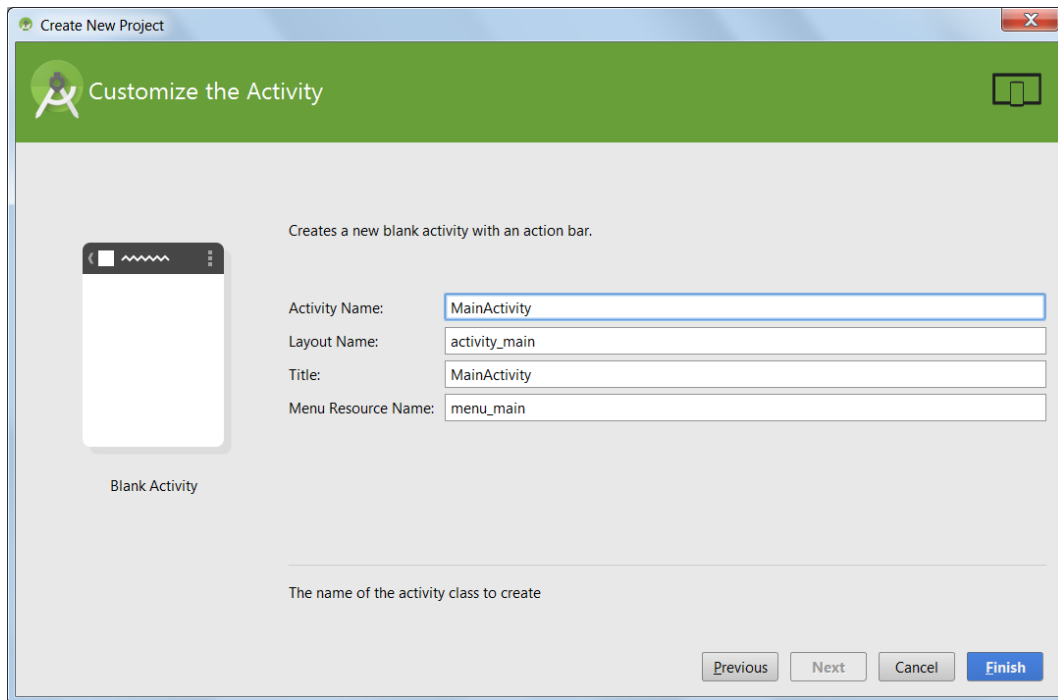 Create New Project
Customize the Activity
Creates a new blank activity with an action bar.
Activity Name: MainActivity
Layout Name: activity_main
Title: MainActivity
Menu Resource Name: menu_main
Blank Activity
The name of the activity class to create
Previous Next Cancel Finish